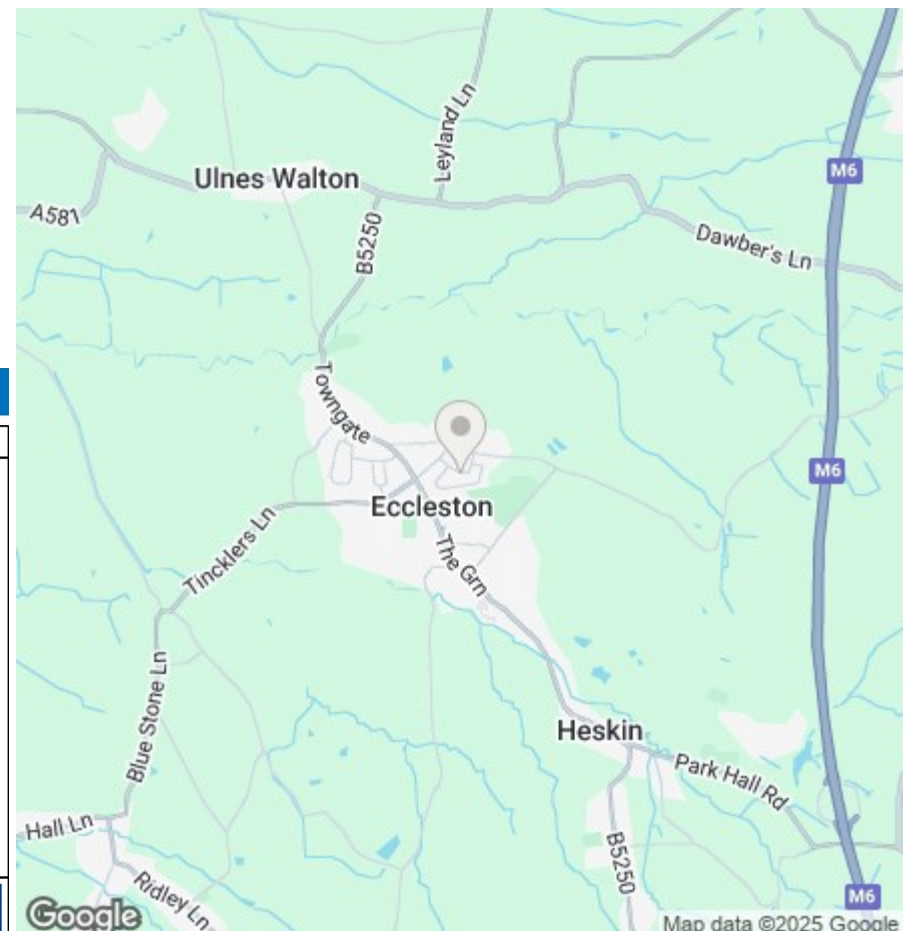 Leyland Ln
Ulnes Walton
M6
A581
B5250
Dawber's Ln
Towngate
M6
Eccleston
Tincklers Ln
The Grn
Blue Stone Ln
Heskin
Park Hall Rd
Hall Ln
B5250
Ridley Ln
M6
Google
Map data ©2025 Google